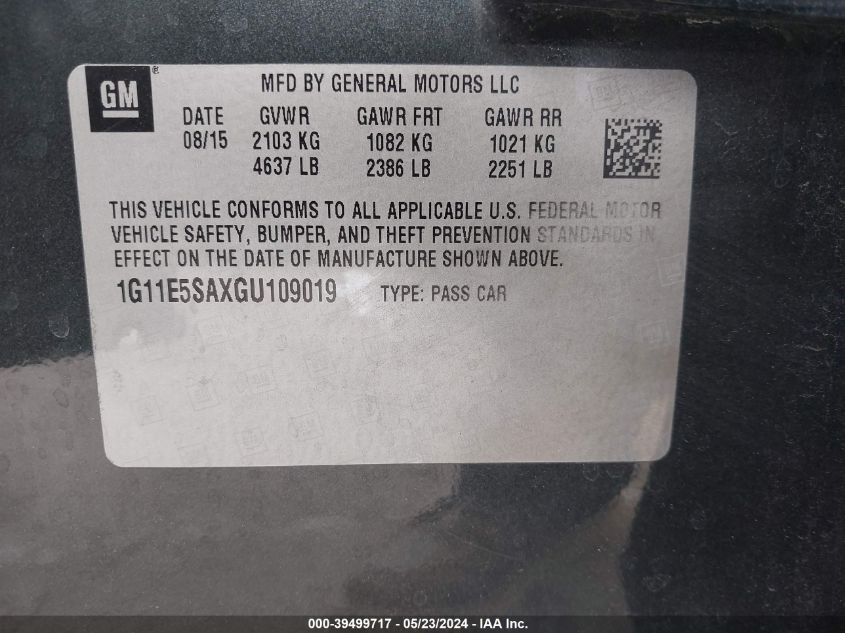 GM ® MFD BY GENERAL MOTORS LLC
DATE GVWR GAWR FRT GAWR RR
08/15 2103 KG 1082 KG 1021 KG
4637 LB 2386 LB 2251 LB
THIS VEHICLE CONFORMS TO ALL APPLICABLE U.S. FEDERAL MOTOR
VEHICLE SAFETY, BUMPER, AND THEFT PREVENTION STANDARDS IN
EFFECT ON THE DATE OF MANUFACTURE SHOWN ABOVE.
1G11E5SAXGU109019 TYPE: PASS CAR
000-39499717 - 05/23/2024 - IAA Inc.